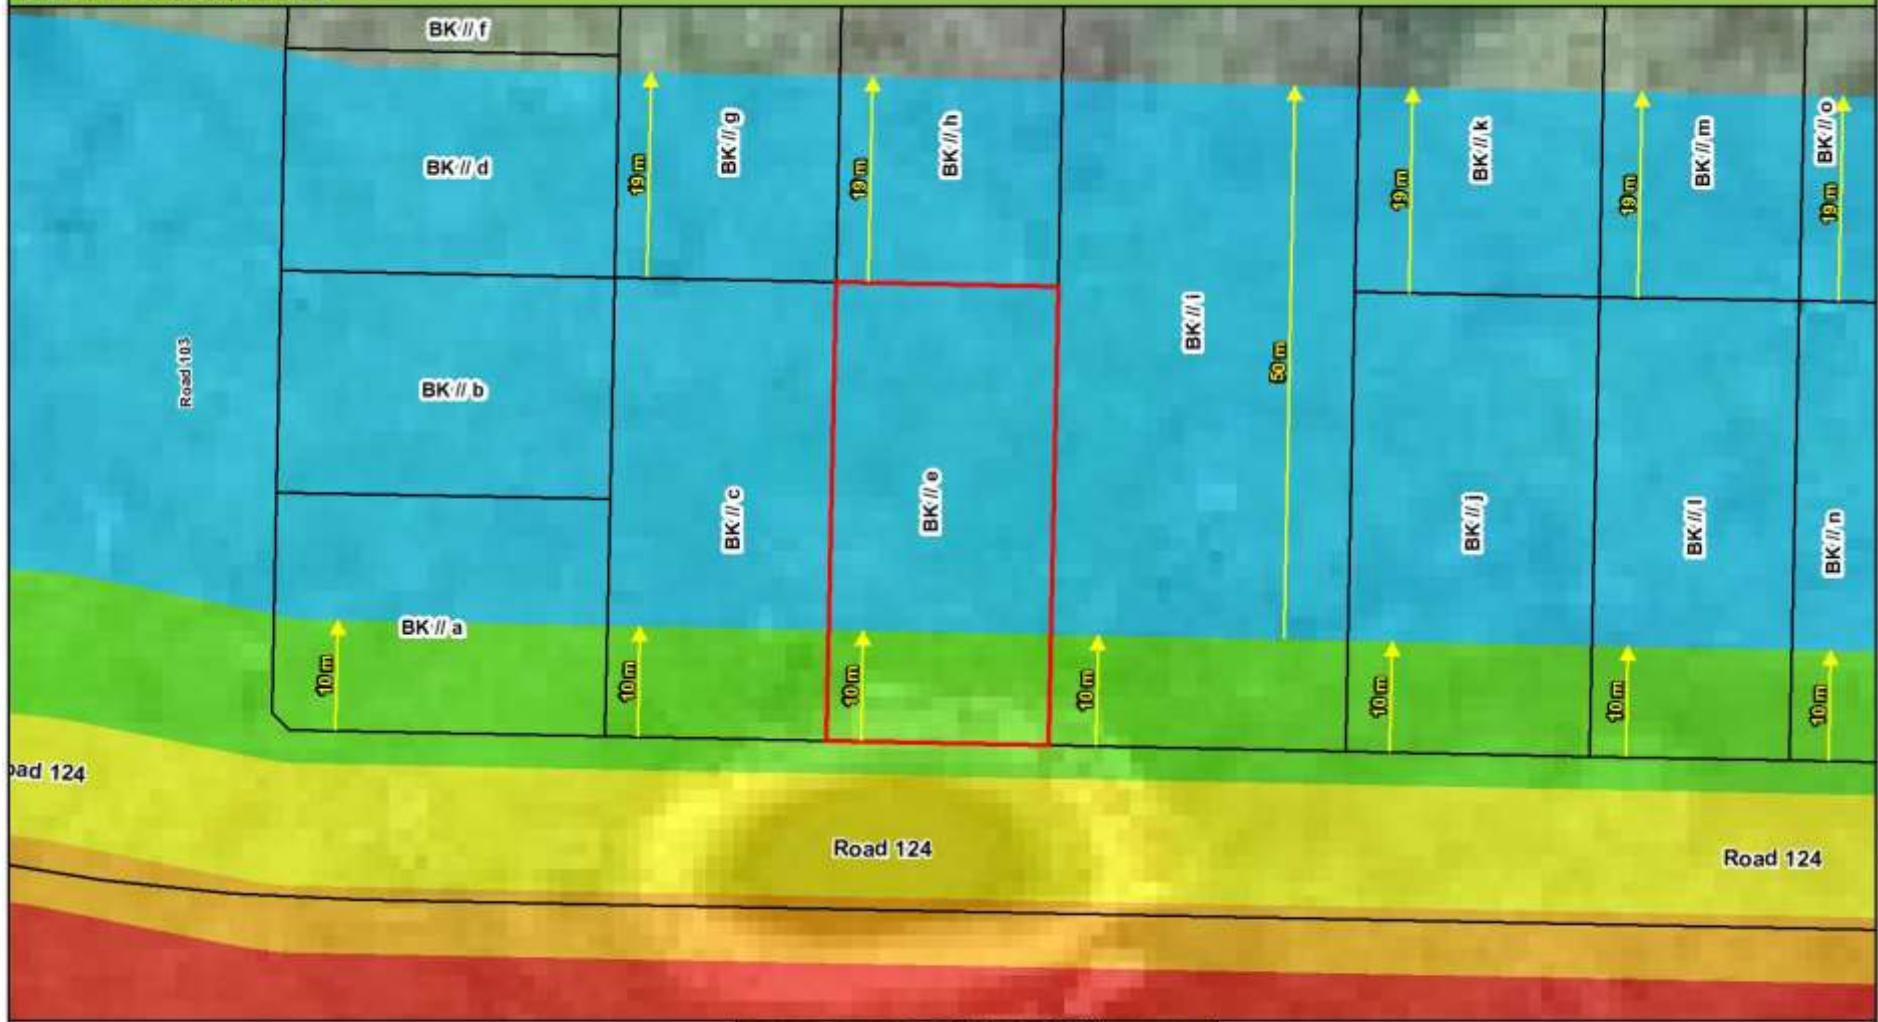 BK // f
BK // d
BK // g
BK // h
BK // k
BK // m
BK // o
19 m
19 m
19 m
19 m
19 m
Road 103
BK // b
BK // i
50 m
BK // c
BK // e
BK // j
BK // l
BK // n
BK // a
10 m
10 m
10 m
10 m
10 m
10 m
10 m
oad 124
Road 124
Road 124